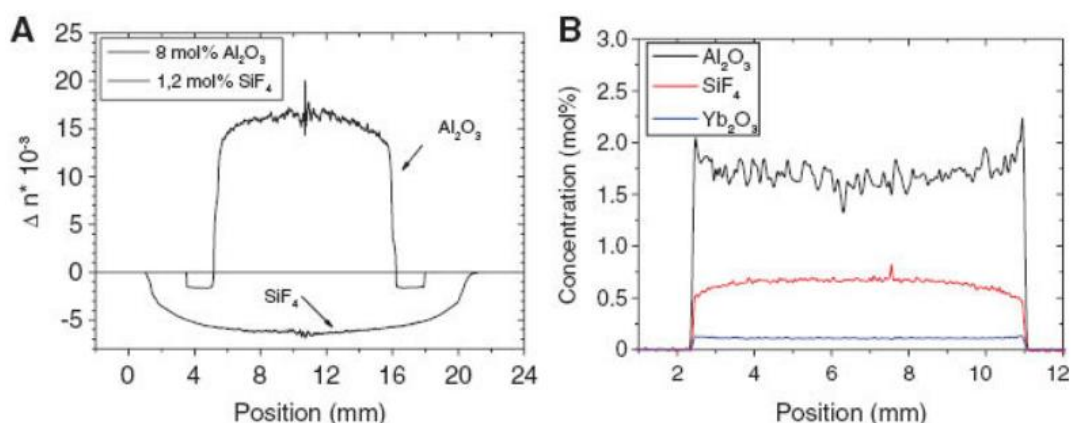 A
25
20
15
10
5
0
-5
Δ n* 10⁻³
8 mol% Al₂O₃
1,2 mol% SiF₄
Al₂O₃
SiF₄
0 4 8 12 16 20 24
Position (mm)
B
3.0
2.5
2.0
1.5
1.0
0.5
0
Concentration (mol%)
Al₂O₃
SiF₄
Yb₂O₃
2 4 6 8 10 12
Position (mm)